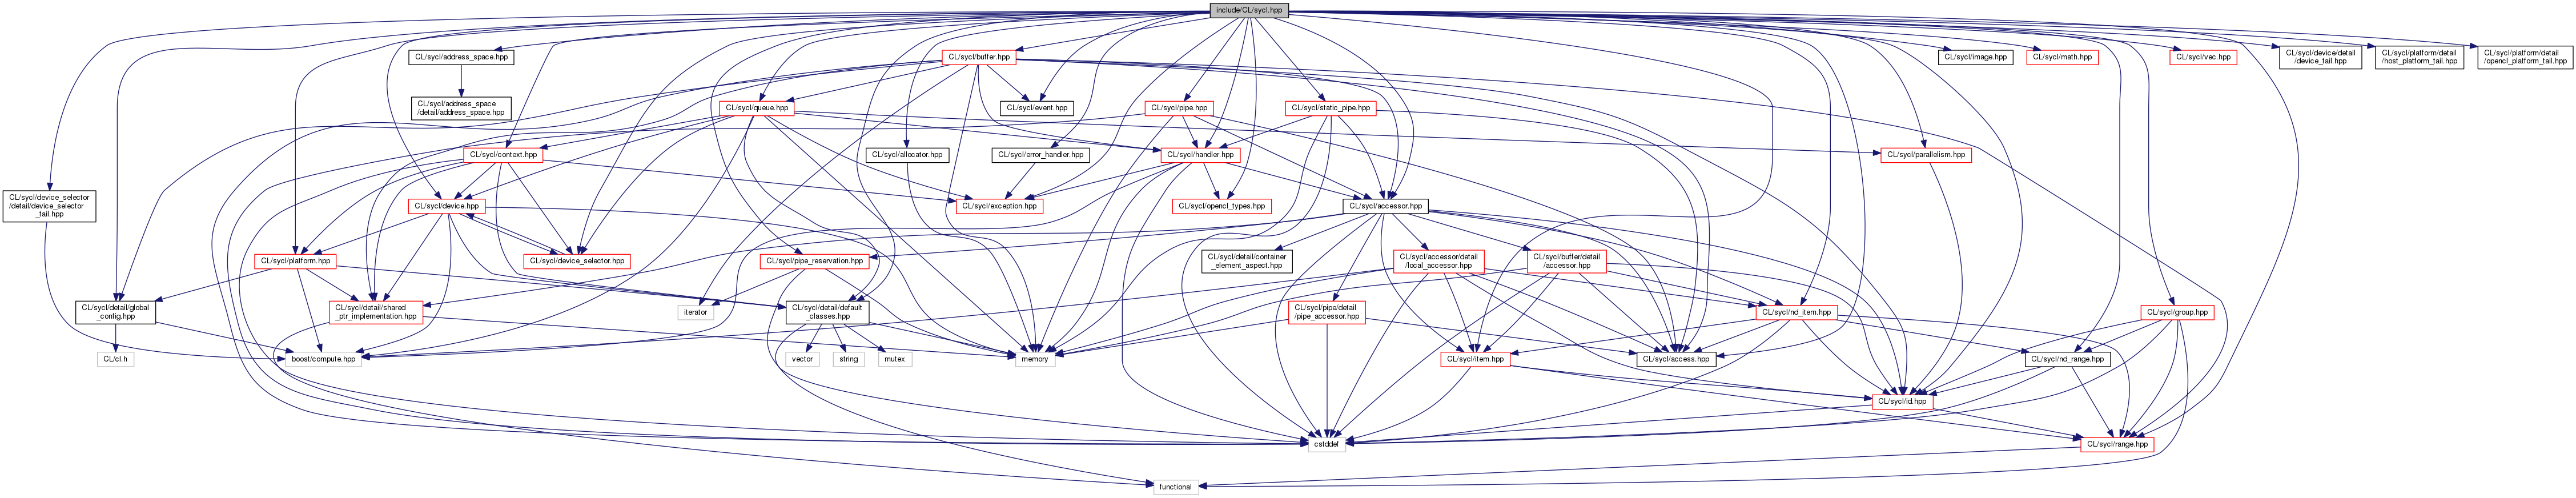 include/CL/sycl.hpp
CL/sycl/address_space.hpp
CL/sycl/buffer.hpp
CL/sycl/image.hpp
CL/sycl/math.hpp
CL/sycl/vec.hpp
CL/sycl/device/detail
/device_tail.hpp
CL/sycl/platform/detail
/host_platform_tail.hpp
CL/sycl/platform/detail
/opencl_platform_tail.hpp
CL/sycl/address_space
/detail/address_space.hpp
CL/sycl/queue.hpp
CL/sycl/event.hpp
CL/sycl/pipe.hpp
CL/sycl/static_pipe.hpp
CL/sycl/context.hpp
CL/sycl/allocator.hpp
CL/sycl/error_handler.hpp
CL/sycl/handler.hpp
CL/sycl/parallelism.hpp
CL/sycl/device_selector
/detail/device_selector
_tail.hpp
CL/sycl/device.hpp
CL/sycl/exception.hpp
CL/sycl/opencl_types.hpp
CL/sycl/accessor.hpp
CL/sycl/platform.hpp
CL/sycl/device_selector.hpp
CL/sycl/pipe_reservation.hpp
CL/sycl/detail/container
_element_aspect.hpp
CL/sycl/accessor/detail
/local_accessor.hpp
CL/sycl/buffer/detail
/accessor.hpp
CL/sycl/detail/global
_config.hpp
CL/sycl/detail/shared
_ptr_implementation.hpp
iterator
CL/sycl/detail/default
_classes.hpp
CL/sycl/pipe/detail
/pipe_accessor.hpp
CL/sycl/nd_item.hpp
CL/sycl/group.hpp
CL/cl.h
boost/compute.hpp
vector
string
mutex
memory
CL/sycl/item.hpp
CL/sycl/access.hpp
CL/sycl/nd_range.hpp
CL/sycl/id.hpp
cstddef
CL/sycl/range.hpp
functional